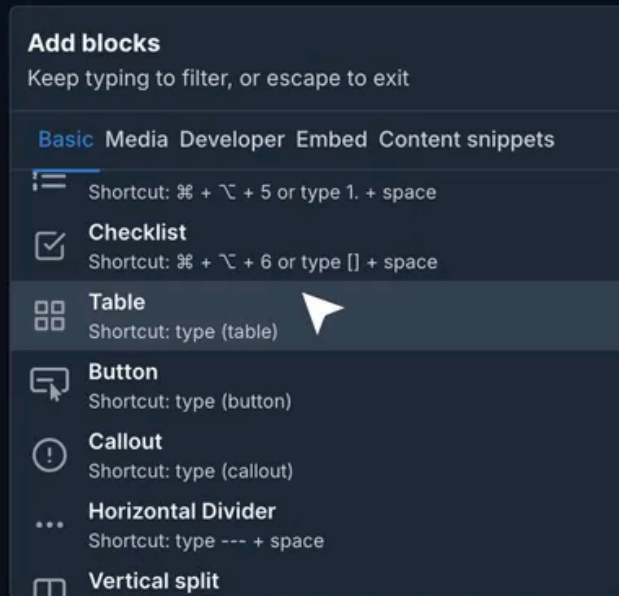 Add blocks
Keep typing to filter, or escape to exit
Basic Media Developer Embed Content snippets
Shortcut: ⌘ + ⌥ + 5 or type 1. + space
Checklist
Shortcut: ⌘ + ⌥ + 6 or type [] + space
Table
Shortcut: type (table)
Button
Shortcut: type (button)
Callout
Shortcut: type (callout)
Horizontal Divider
Shortcut: type --- + space
Vertical split